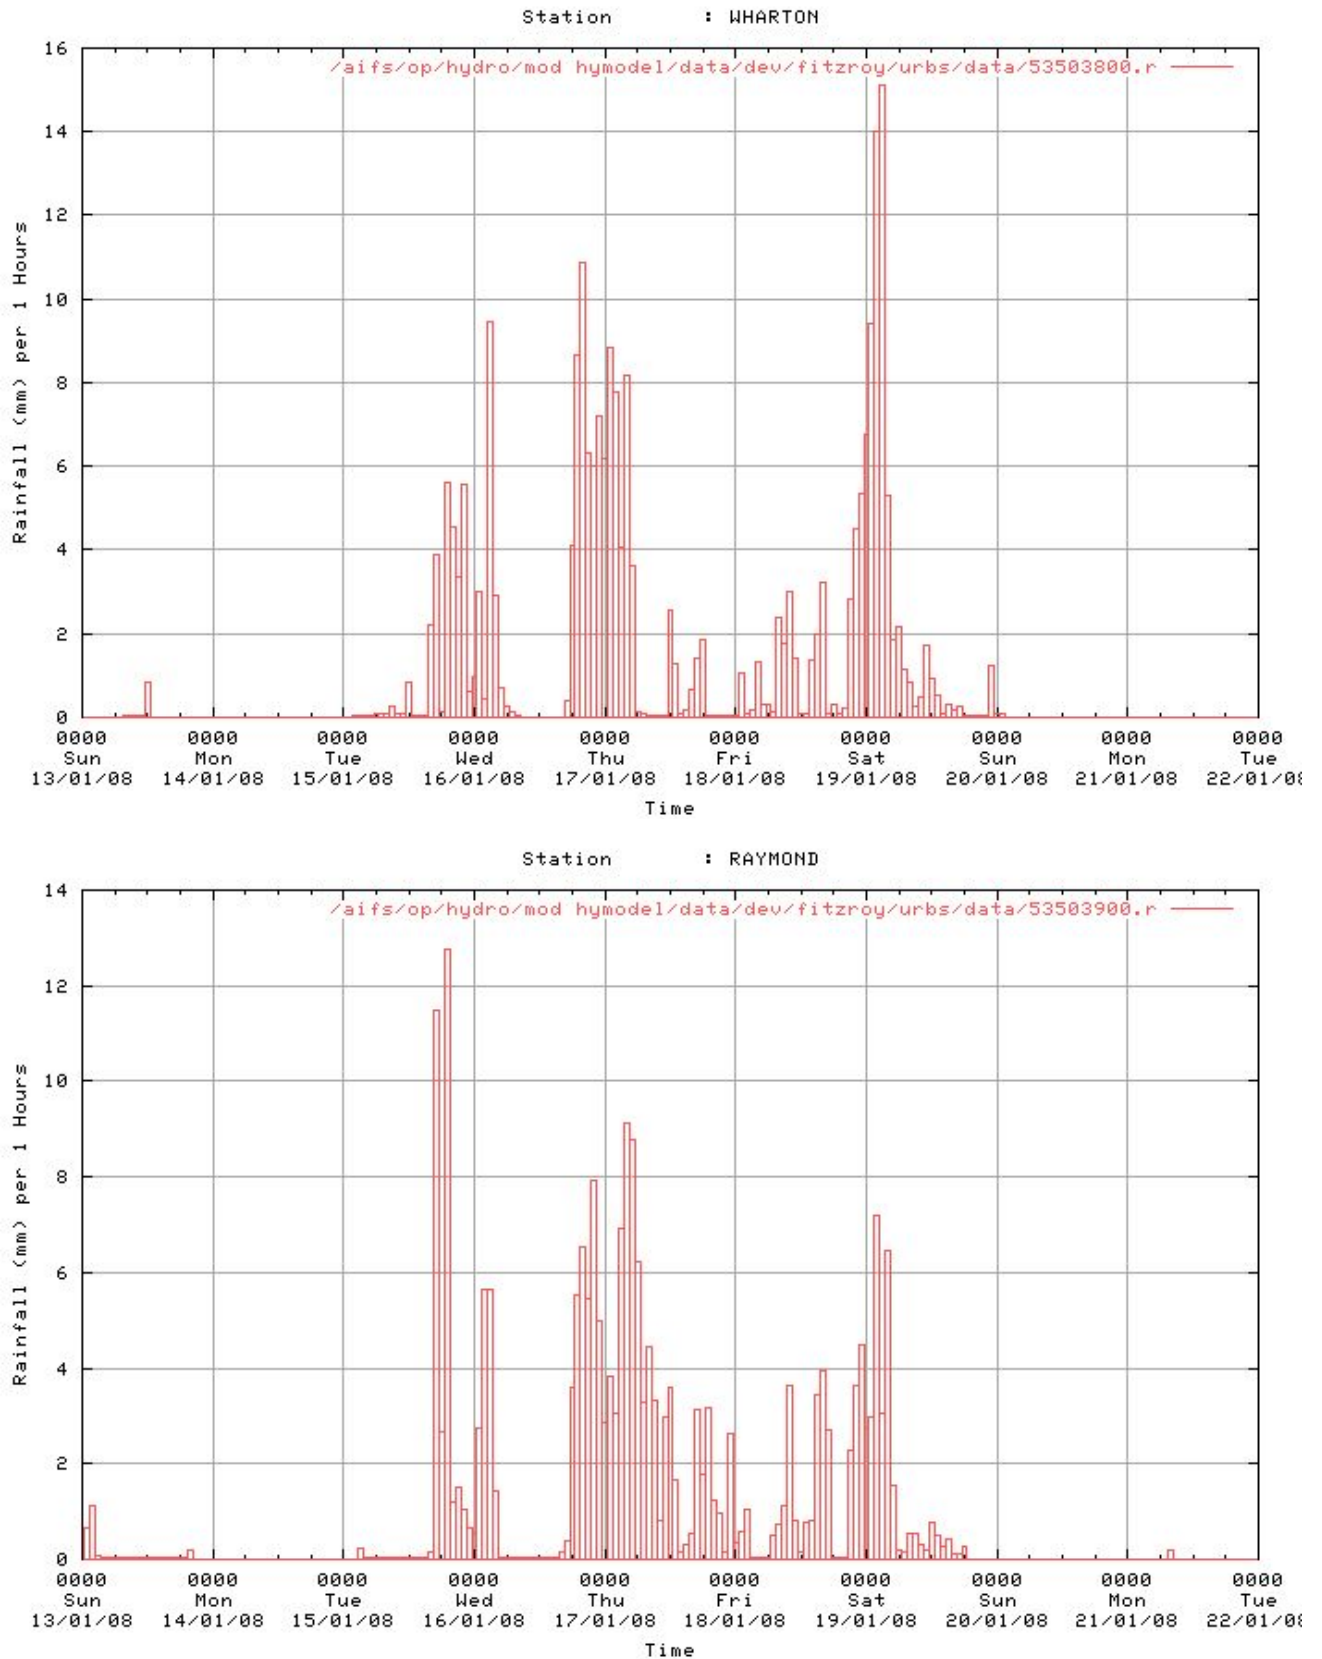 Station : WHARTON
/aifs/op/hydro/mod hymodel/data/dev/fitzroy/urbs/data/53503800.r
Rainfall (mm) per 1 Hours
16
14
12
10
8
6
4
2
0
0000 0000 0000 0000 0000 0000 0000 0000 0000 0000
Sun Mon Tue Wed Thu Fri Sat Sun Mon Tue
13/01/08 14/01/08 15/01/08 16/01/08 17/01/08 18/01/08 19/01/08 20/01/08 21/01/08 22/01/08
Time
Station : RAYMOND
/aifs/op/hydro/mod hymodel/data/dev/fitzroy/urbs/data/53503900.r
Rainfall (mm) per 1 Hours
14
12
10
8
6
4
2
0
0000 0000 0000 0000 0000 0000 0000 0000 0000 0000
Sun Mon Tue Wed Thu Fri Sat Sun Mon Tue
13/01/08 14/01/08 15/01/08 16/01/08 17/01/08 18/01/08 19/01/08 20/01/08 21/01/08 22/01/08
Time